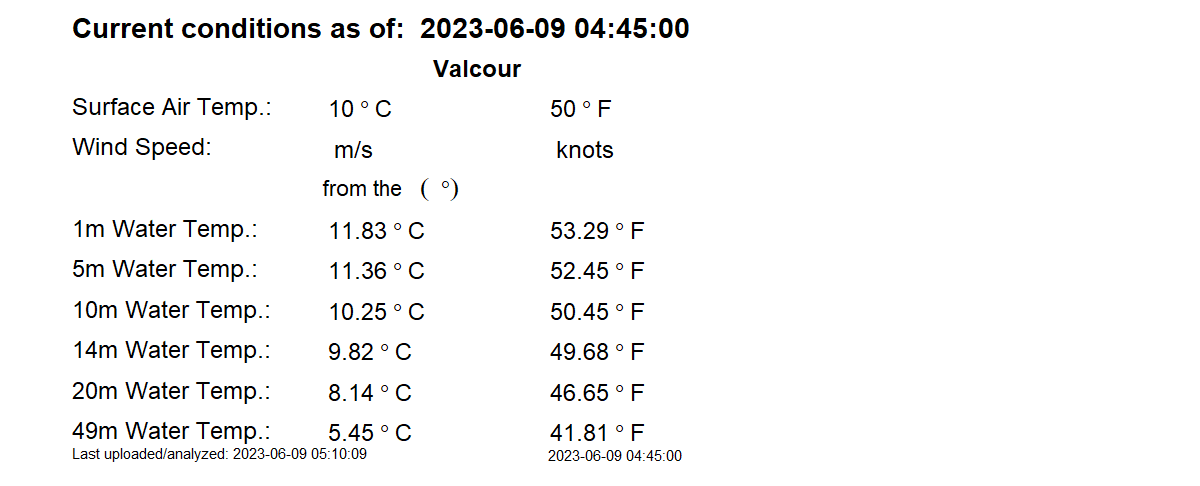 Current conditions as of: 2023-06-09 04:45:00
Valcour
Surface Air Temp.: 10 ° C 50 ° F
Wind Speed: m/s knots
from the ( °)
1m Water Temp.: 11.83 ° C 53.29 ° F
5m Water Temp.: 11.36 ° C 52.45 ° F
10m Water Temp.: 10.25 ° C 50.45 ° F
14m Water Temp.: 9.82 ° C 49.68 ° F
20m Water Temp.: 8.14 ° C 46.65 ° F
49m Water Temp.: 5.45 ° C 41.81 ° F
Last uploaded/analyzed: 2023-06-09 05:10:09 2023-06-09 04:45:00